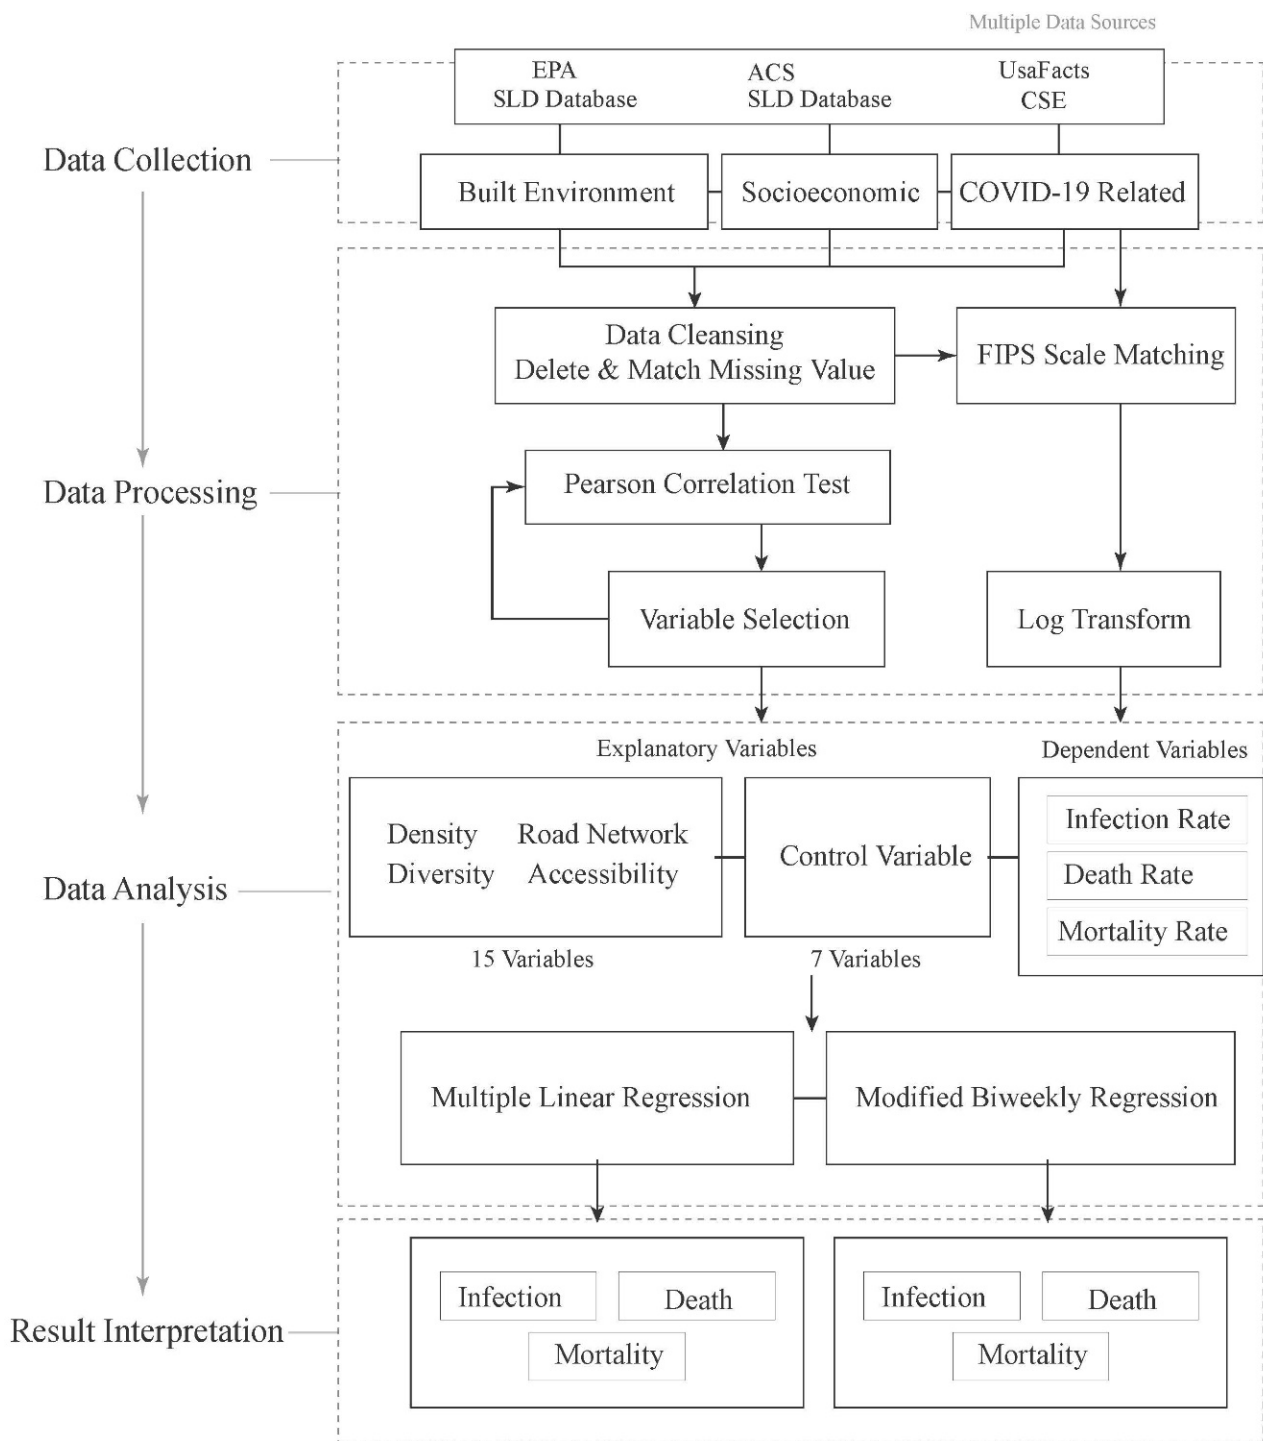 Multiple Data Sources
EPA
SLD Database
ACS
SLD Database
UsaFacts
CSE
Data Collection
Built Environment
Socioeconomic
COVID-19 Related
Data Cleansing
Delete & Match Missing Value
FIPS Scale Matching
Data Processing
Pearson Correlation Test
Variable Selection
Log Transform
Explanatory Variables
Dependent Variables
Data Analysis
Density Road Network
Diversity Accessibility
Control Variable
Infection Rate
Death Rate
Mortality Rate
15 Variables
7 Variables
Multiple Linear Regression
Modified Biweekly Regression
Result Interpretation
Infection
Death
Mortality
Infection
Death
Mortality